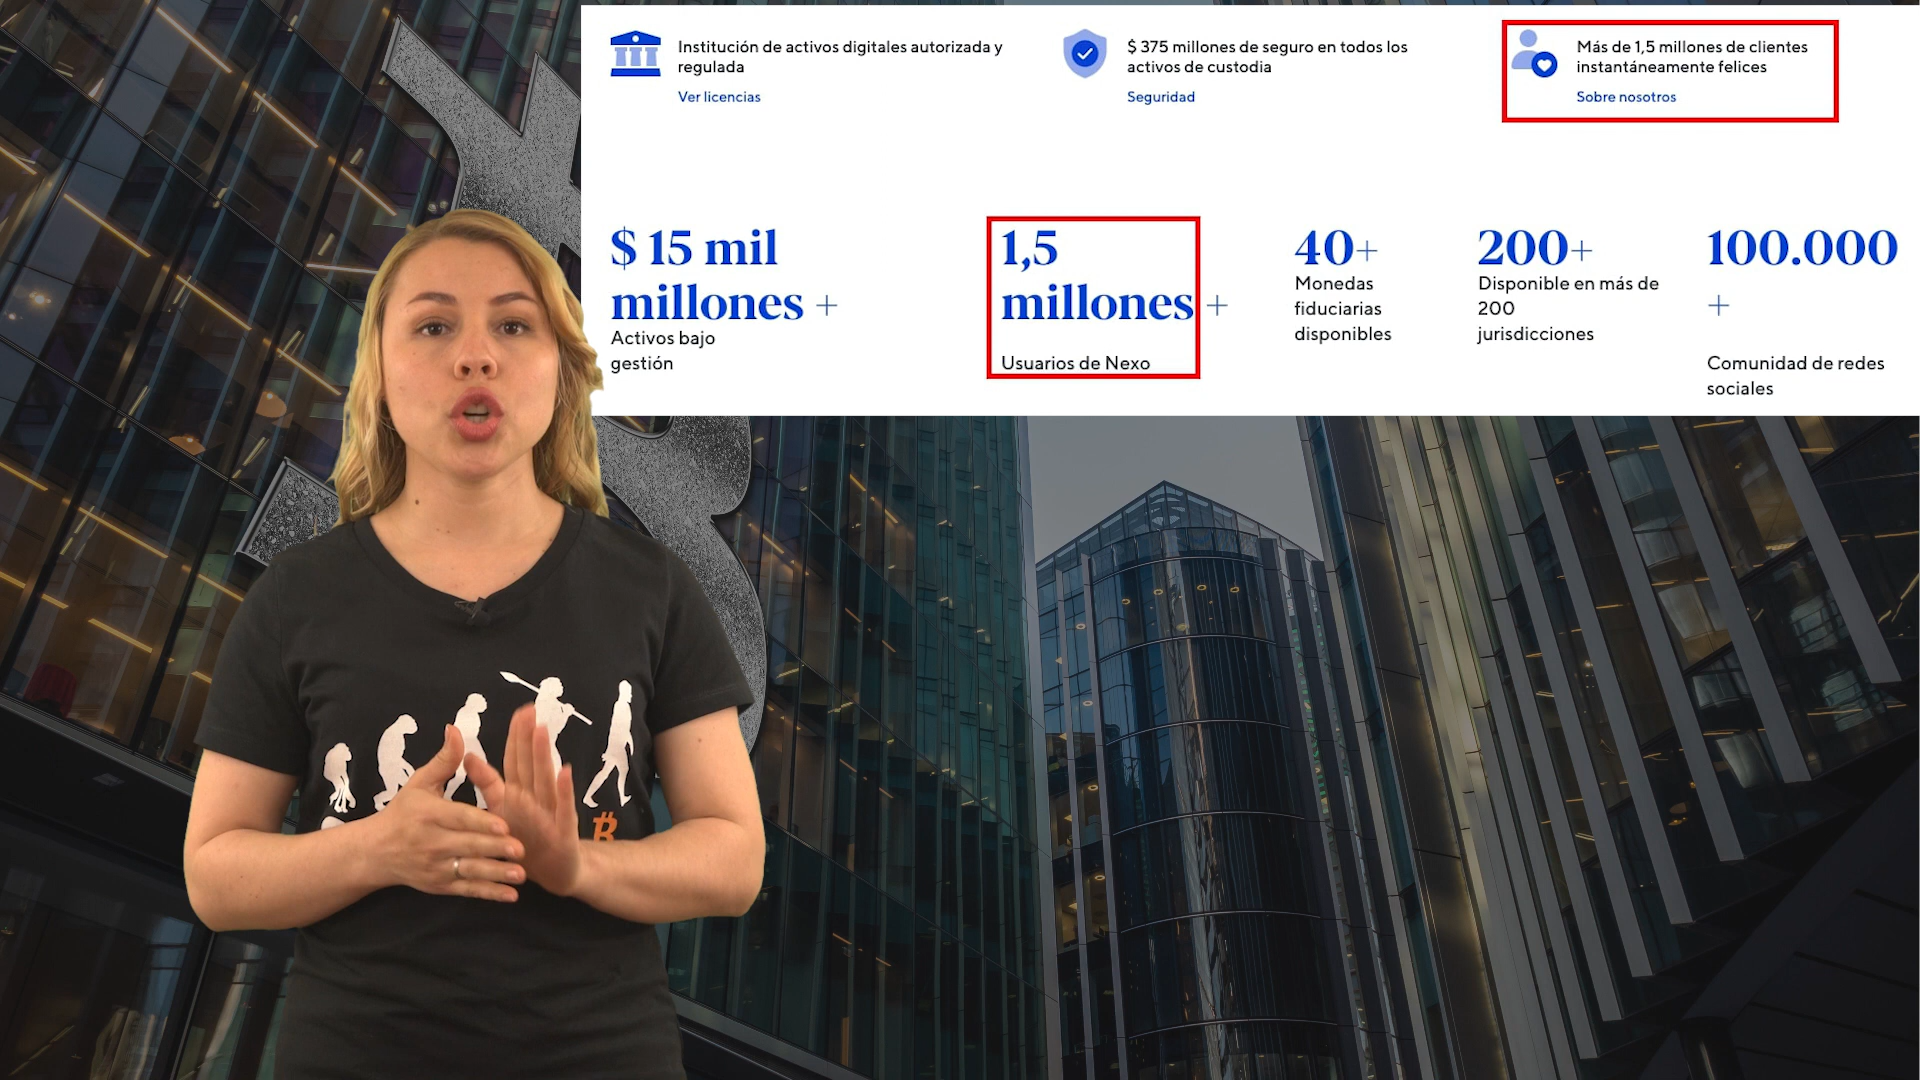 Institución de activos digitales autorizada y
regulada
Ver licencias
$ 375 millones de seguro en todos los
activos de custodia
Seguridad
Más de 1,5 millones de clientes
instantáneamente felices
Sobre nosotros
$ 15 mil
millones +
Activos bajo
gestión
1,5
millones +
Usuarios de Nexo
40+
Monedas
fiduciarias
disponibles
200+
Disponible en más de
200
jurisdicciones
100.000
+
Comunidad de redes
sociales